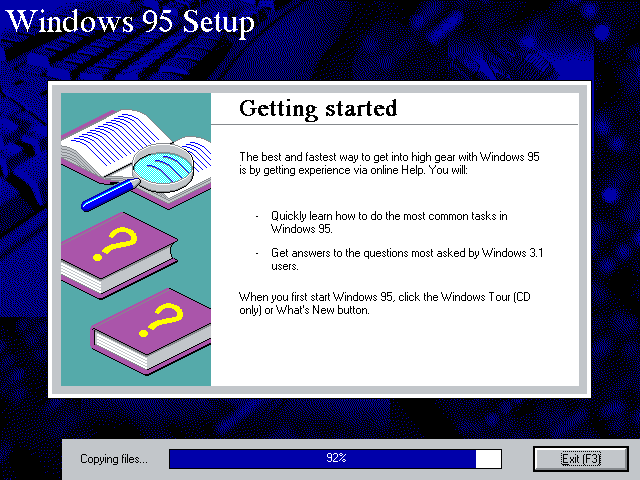 Windows 95 Setup
Getting started
The best and fastest way to get into high gear with Windows 95
is by getting experience via online Help. You will:
- Quickly learn how to do the most common tasks in
Windows 95.
- Get answers to the questions most asked by Windows 3.1
users.
When you first start Windows 95, click the Windows Tour (CD
only) or What's New button.
? 
?
Copying files... 92% Exit (F3)